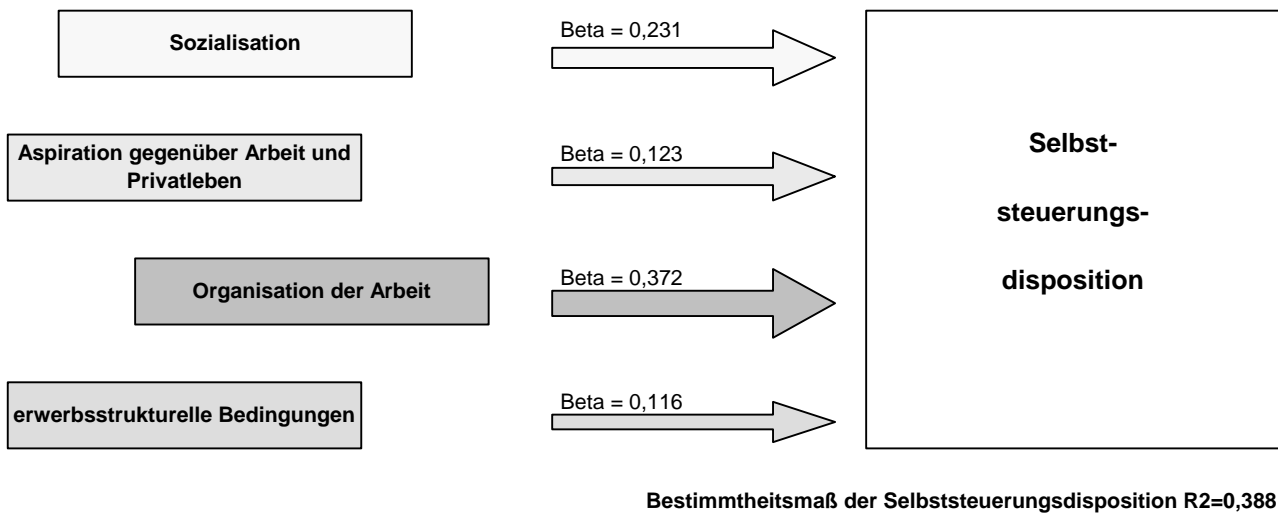 Sozialisation
Beta = 0,231
Aspiration gegenüber Arbeit und
Privatleben
Beta = 0,123
Organisation der Arbeit
Beta = 0,372
erwerbsstrukturelle Bedingungen
Beta = 0,116
Selbst-
steuerungs-
disposition
Bestimmtheitsmaß der Selbststeuerungsdisposition R2=0,388